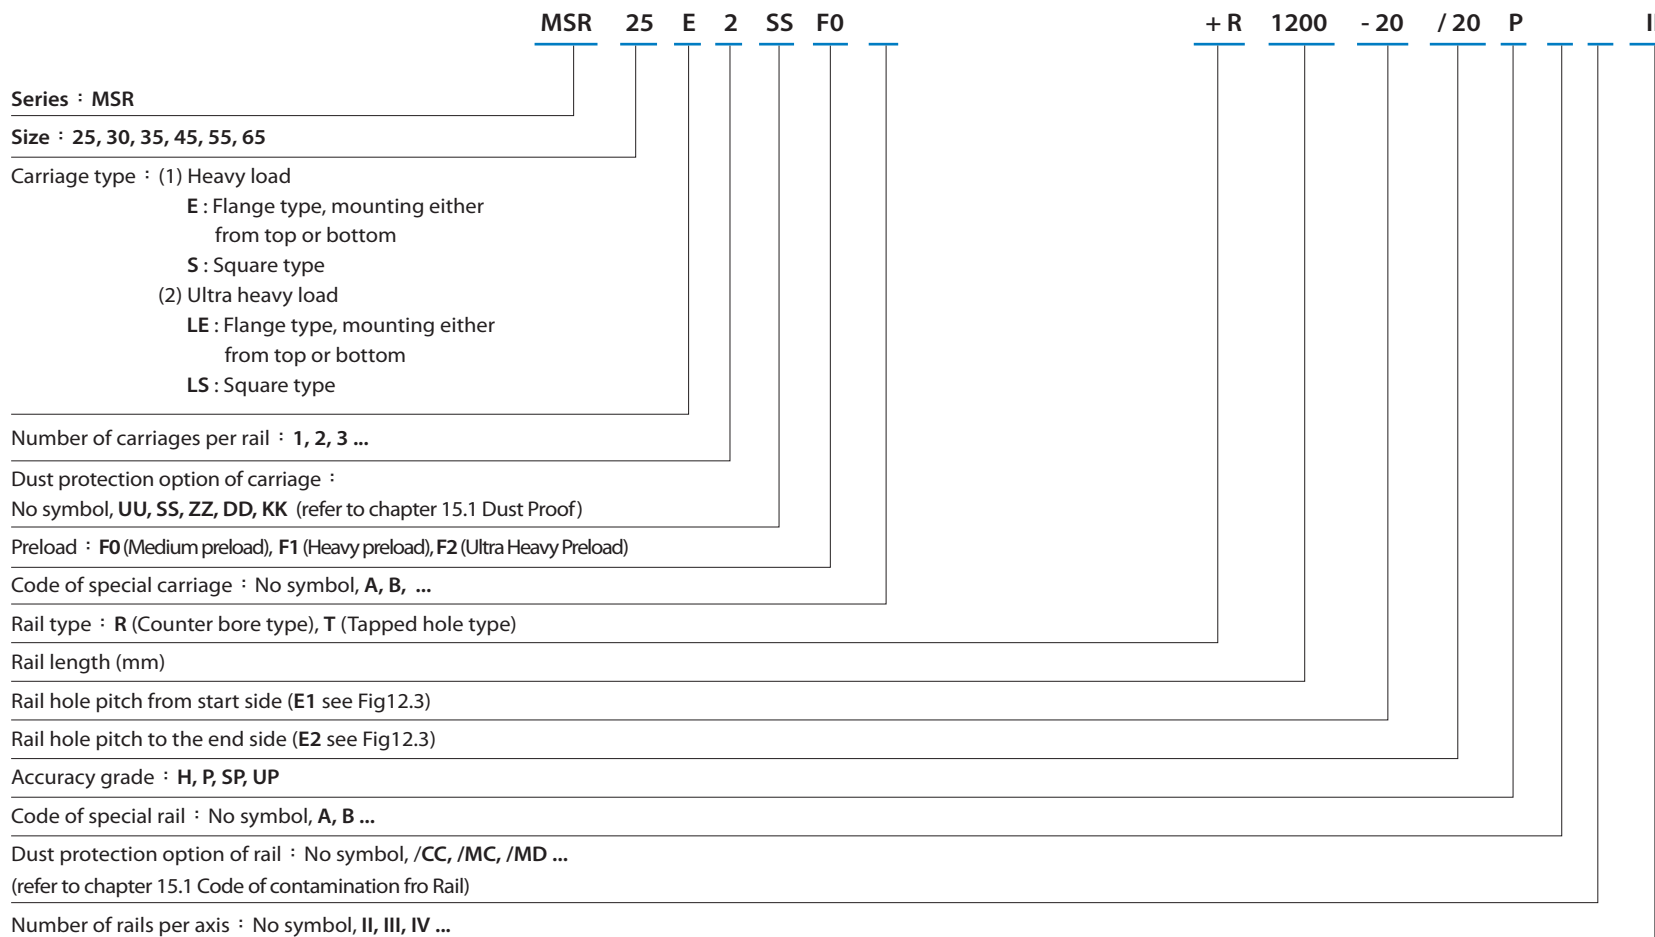 MSR 25 E 2 SS F0 + R 1200 - 20 / 20 P
Series : MSR
Size : 25, 30, 35, 45, 55, 65
Carriage type : (1) Heavy load
E : Flange type, mounting either
from top or bottom
S : Square type
(2) Ultra heavy load
LE : Flange type, mounting either
from top or bottom
LS : Square type
Number of carriages per rail : 1, 2, 3 ...
Dust protection option of carriage :
No symbol, UU, SS, ZZ, DD, KK (refer to chapter 15.1 Dust Proof)
Preload : F0 (Medium preload), F1 (Heavy preload), F2 (Ultra Heavy Preload)
Code of special carriage : No symbol, A, B, ...
Rail type : R (Counter bore type), T (Tapped hole type)
Rail length (mm)
Rail hole pitch from start side (E1 see Fig12.3)
Rail hole pitch to the end side (E2 see Fig12.3)
Accuracy grade : H, P, SP, UP
Code of special rail : No symbol, A, B ...
Dust protection option of rail : No symbol, /CC, /MC, /MD ...
(refer to chapter 15.1 Code of contamination fro Rail)
Number of rails per axis : No symbol, II, III, IV ...